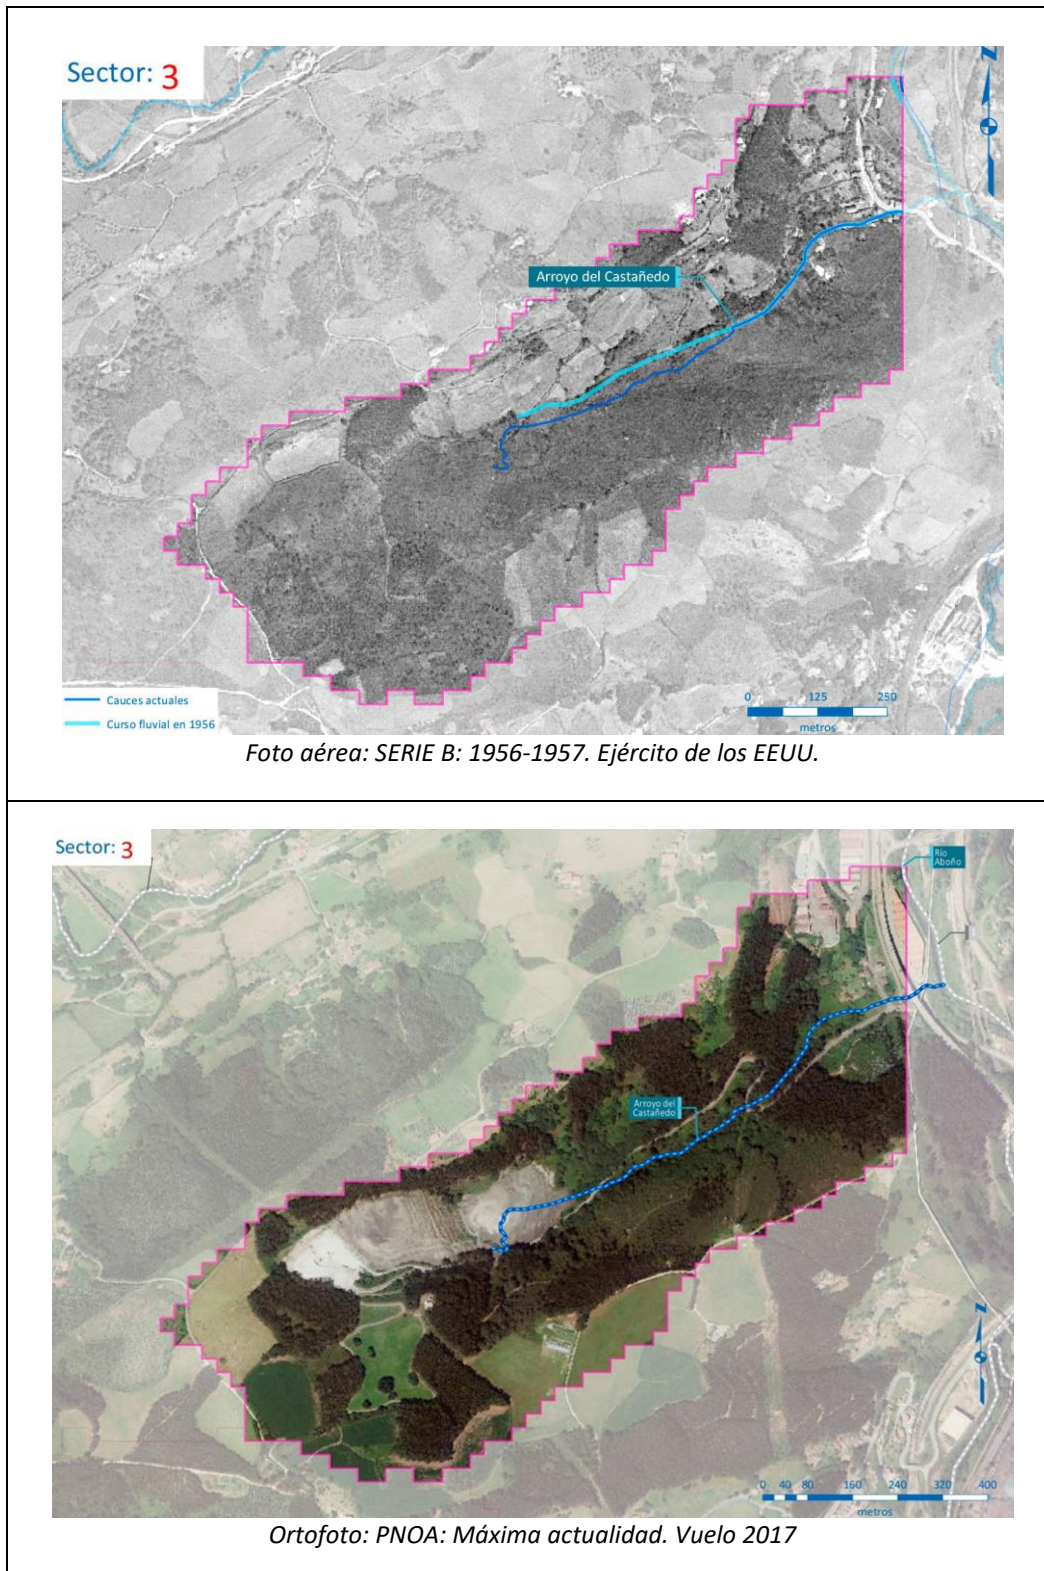 Sector: 3
N
Arroyo del Castañedo
Cauces actuales
Curso fluvial en 1956
0 125 250
metros
Foto aérea: SERIE B: 1956-1957. Ejército de los EEUU.
Sector: 3
Río
Aboño
Arroyo del
Castañedo
N
0 40 80 160 240 320 400
metros
Ortofoto: PNOA: Máxima actualidad. Vuelo 2017